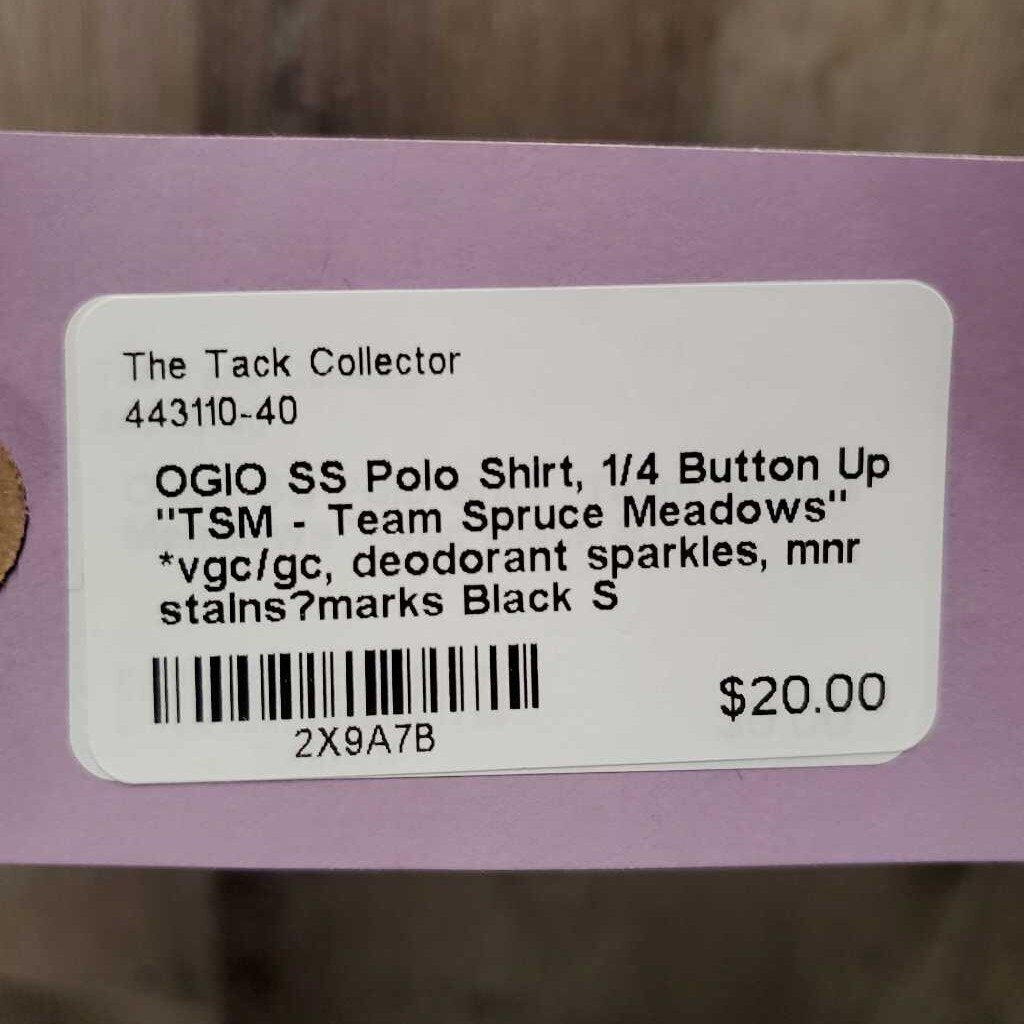 The Tack Collector
443110-40
OGIO SS Polo Shirt, 1/4 Button Up
"TSM - Team Spruce Meadows"
*vgc/gc, deodorant sparkles, mnr
stains?marks Black S
2X9A7B
$20.00